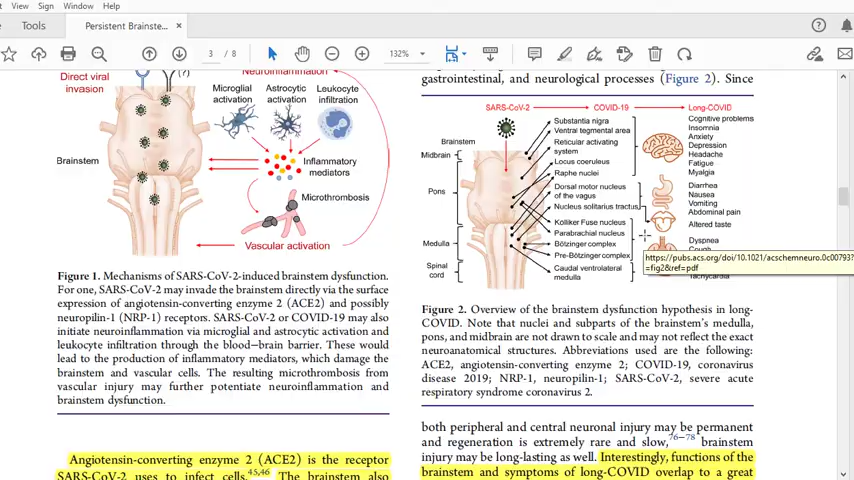 View Sign Window Help
Tools
Persistent Brainste...
3 / 8
132%
Direct viral
invasion
(?)
Neuroinflammation
Microglial
activation
Astrocytic
activation
Leukocyte
infiltration
Brainstem
Inflammatory
mediators
Microthrombosis
Vascular activation
Figure 1. Mechanisms of SARS-CoV-2-induced brainstem dysfunction.
For one, SARS-CoV-2 may invade the brainstem directly via the surface
expression of angiotensin-converting enzyme 2 (ACE2) and possibly
neuropilin-1 (NRP-1) receptors. SARS-CoV-2 or COVID-19 may also
initiate neuroinflammation via microglial and astrocytic activation and
leukocyte infiltration through the blood−brain barrier. These would
lead to the production of inflammatory mediators, which damage the
brainstem and vascular cells. The resulting microthrombosis from
vascular injury may further potentiate neuroinflammation and
brainstem dysfunction.
Angiotensin-converting enzyme 2 (ACE2) is the receptor
SARS-CoV-2 uses to infect cells.45,46 The brainstem also
gastrointestinal, and neurological processes (Figure 2). Since
SARS-CoV-2
COVID-19
Long-COVID
Brainstem
Midbrain
Pons
Medulla
Spinal
cord
Substantia nigra
Ventral tegmental area
Reticular activating
system
Locus coeruleus
Raphe nuclei
Dorsal motor nucleus
of the vagus
Nucleus solitarius tractus
Kölliker Fuse nucleus
Parabrachial nucleus
Bötzinger complex
Pre-Bötzinger complex
Caudal ventrolateral
medulla
Cognitive problems
Insomnia
Anxiety
Depression
Headache
Fatigue
Myalgia
Diarrhea
Nausea
Vomiting
Abdominal pain
Altered taste
Dyspnea
Cough
Tachycardia
https://pubs.acs.org/doi/10.1021/acschemneuro.0c00793?
=fig2&ref=pdf
Figure 2. Overview of the brainstem dysfunction hypothesis in long-
COVID. Note that nuclei and subparts of the brainstem's medulla,
pons, and midbrain are not drawn to scale and may not reflect the exact
neuroanatomical structures. Abbreviations used are the following:
ACE2, angiotensin-converting enzyme 2; COVID-19, coronavirus
disease 2019; NRP-1, neuropilin-1; SARS-CoV-2, severe acute
respiratory syndrome coronavirus 2.
both peripheral and central neuronal injury may be permanent
and regeneration is extremely rare and slow,76−78 brainstem
injury may be long-lasting as well. Interestingly, functions of the
brainstem and symptoms of long-COVID overlap to a great